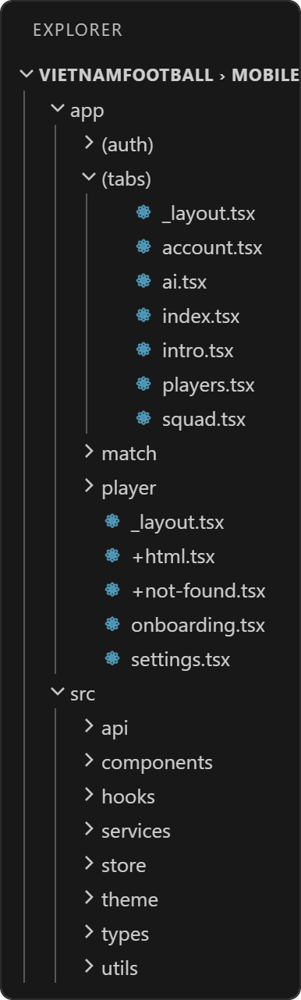 EXPLORER
VIETNAMFOOTBALL › MOBILE
app
(auth)
(tabs)
_layout.tsx
account.tsx
ai.tsx
index.tsx
intro.tsx
players.tsx
squad.tsx
match
player
_layout.tsx
+html.tsx
+not-found.tsx
onboarding.tsx
settings.tsx
src
api
components
hooks
services
store
theme
types
utils